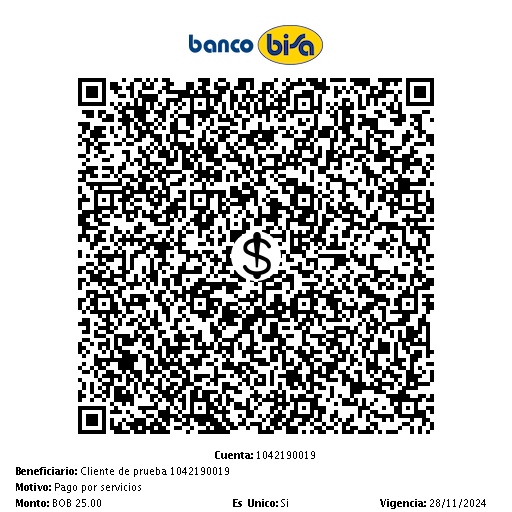 banco bisa
$
Cuenta: 1042190019
Beneficiario: Cliente de prueba 1042190019
Motivo: Pago por servicios
Monto: BOB 25.00 Es Unico: Si Vigencia: 28/11/2024